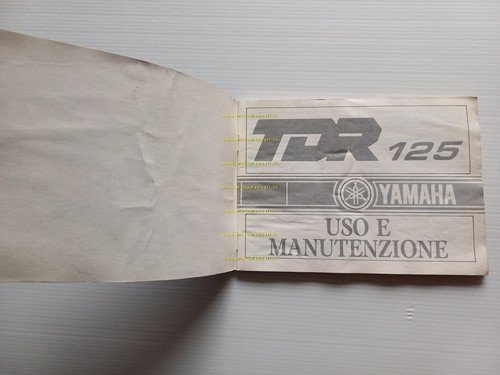 TDR 125
YAMAHA
USO E
MANUTENZIONE